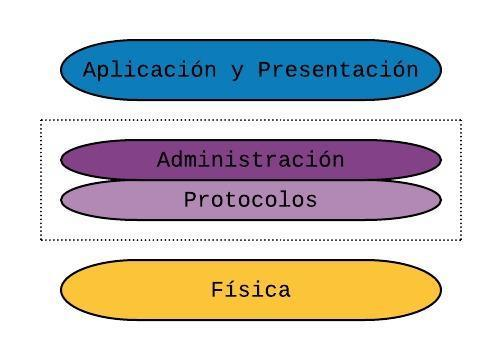 Aplicación y Presentación
Administración
Protocolos
Física